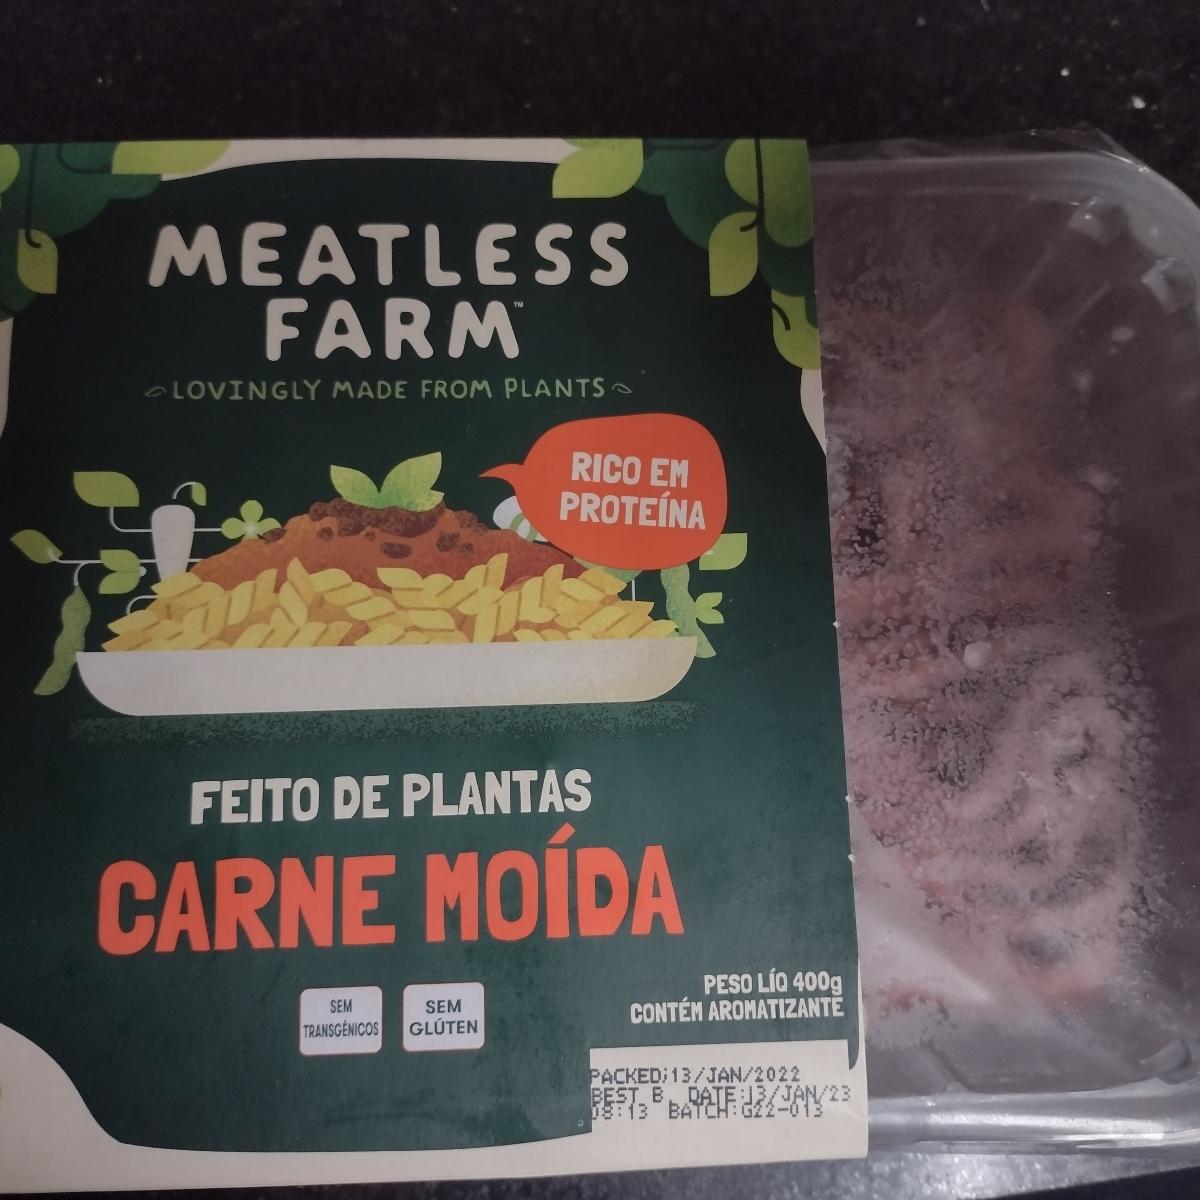 MEATLESS
FARM™
LOVINGLY MADE FROM PLANTS
RICO EM
PROTEÍNA
FEITO DE PLANTAS
CARNE MOÍDA
SEM
TRANSGÊNICOS
SEM
GLÚTEN
PESO LÍQ 400g
CONTÉM AROMATIZANTE
PACKED:13/JAN/2022
BEST B DATE:13/JAN/23
08:13 BATCH:G22-013